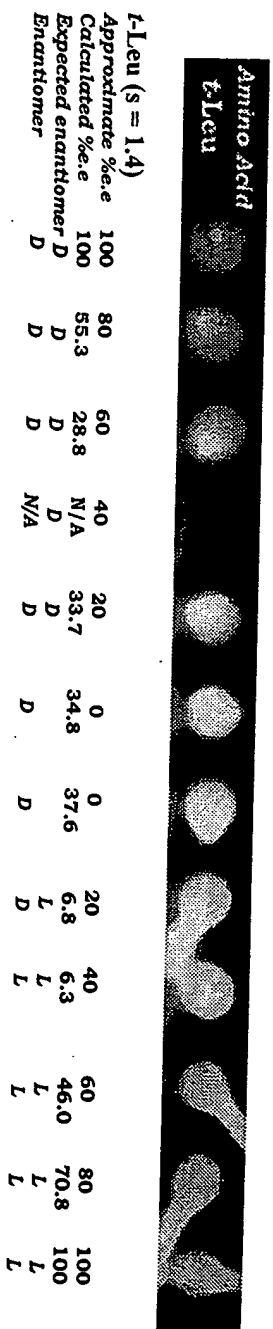 Amino Acid
t-Leu
t-Leu (s = 1.4)
Approximate %e.e 100 80 60 40 20 0 0 20 40 60 80 100
Calculated %e.e 100 55.3 28.8 N/A 33.7 34.8 37.6 6.8 6.3 46.0 70.8 100
Expected enantiomer D D D D D L L L L L
Enantiomer D D D N/A D D D D L L L L